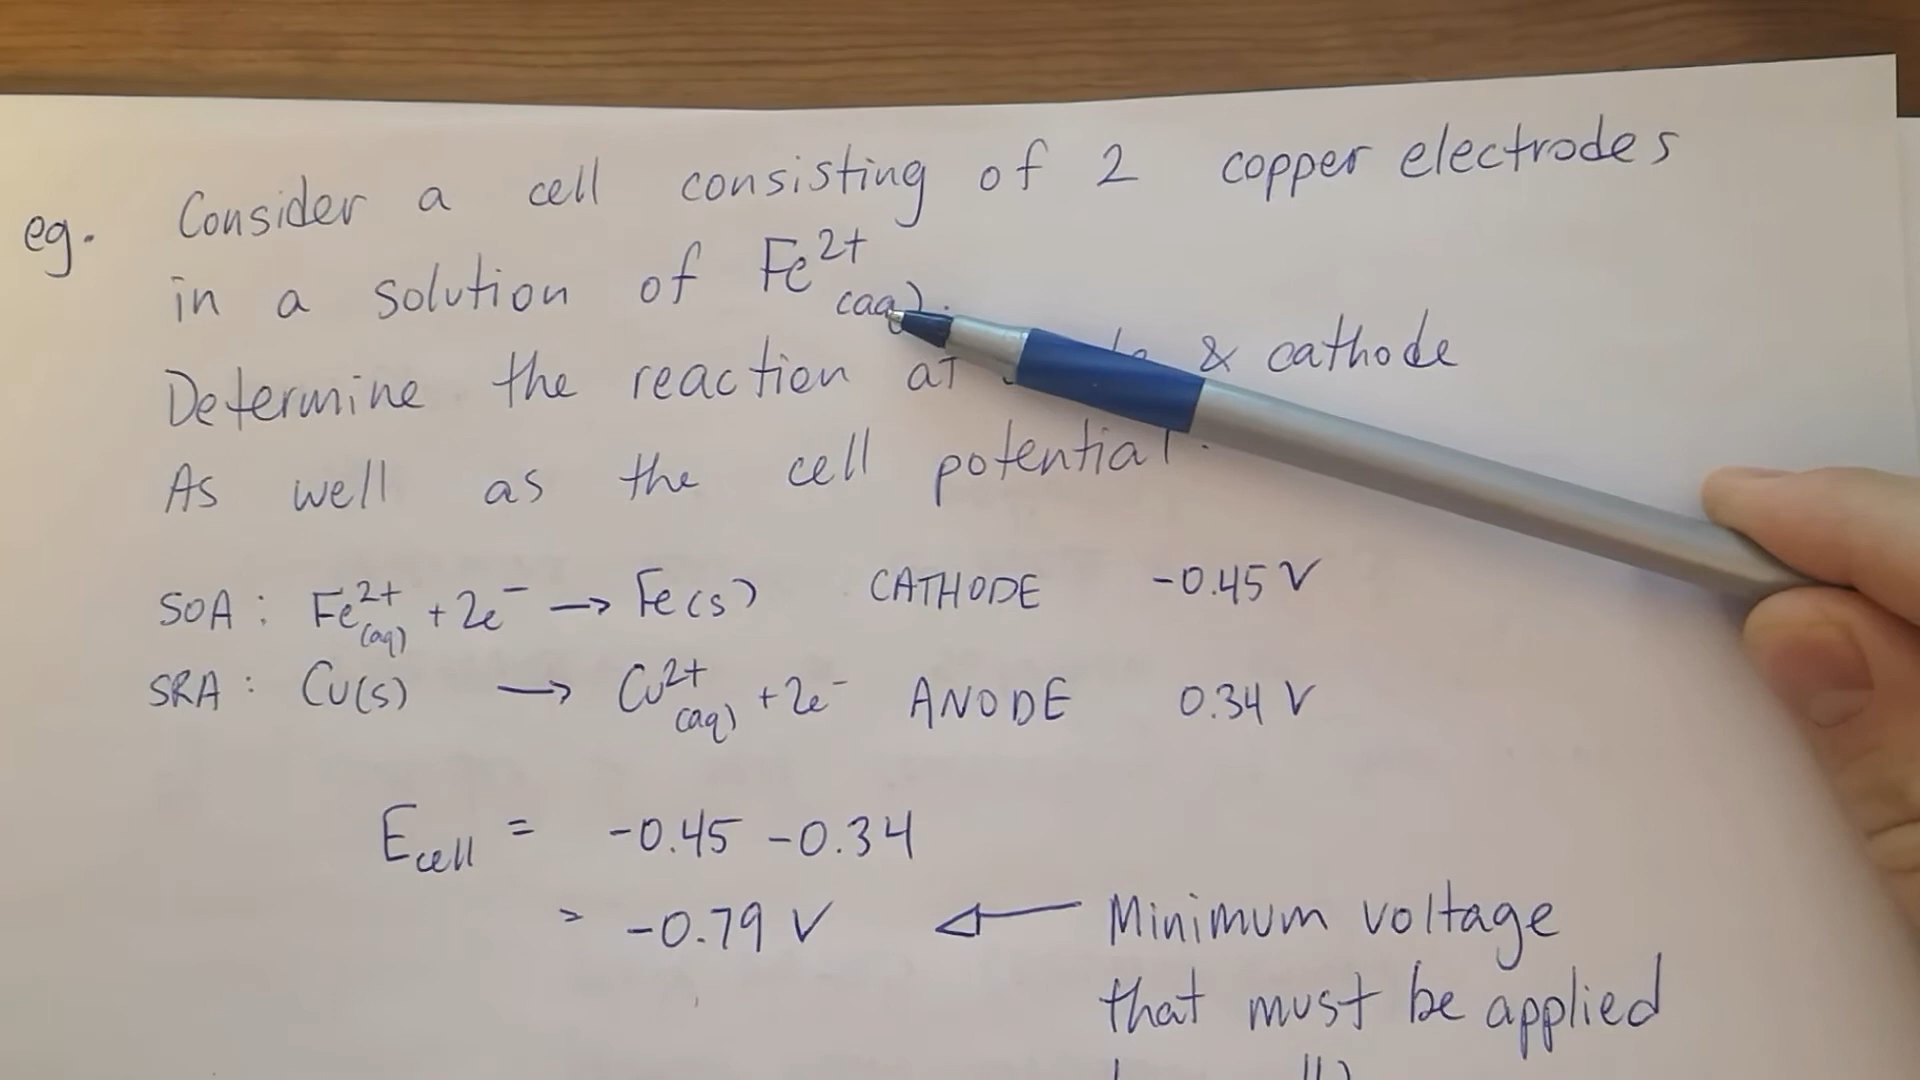 eg. Consider a cell consisting of 2 copper electrodes
in a solution of Fe²⁺(aq).
Determine the reaction at & cathode
As well as the cell potential.
SOA: Fe²⁺(aq) + 2e⁻ → Fe(s) CATHODE -0.45 V
SRA: Cu(s) → Cu²⁺(aq) + 2e⁻ ANODE 0.34 V
Ecell = -0.45 -0.34
= -0.79 V ← Minimum voltage
that must be applied